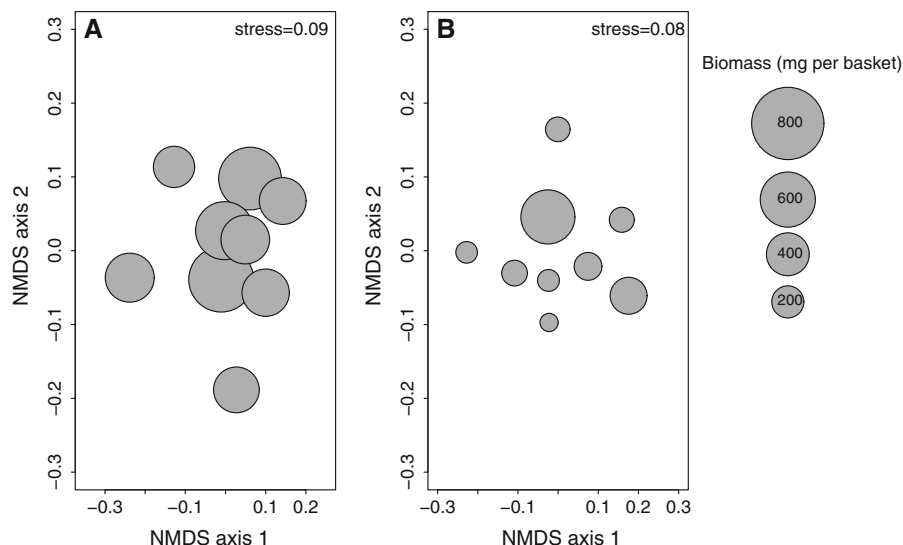 A stress=0.09
NMDS axis 2
0.3
0.2
0.1
0.0
−0.1
−0.2
−0.3
−0.3 −0.1 0.1 0.2
NMDS axis 1
B stress=0.08
NMDS axis 2
0.3
0.2
0.1
0.0
−0.1
−0.2
−0.3
−0.3 −0.1 0.1 0.2 0.3
NMDS axis 1
Biomass (mg per basket)
800
600
400
200